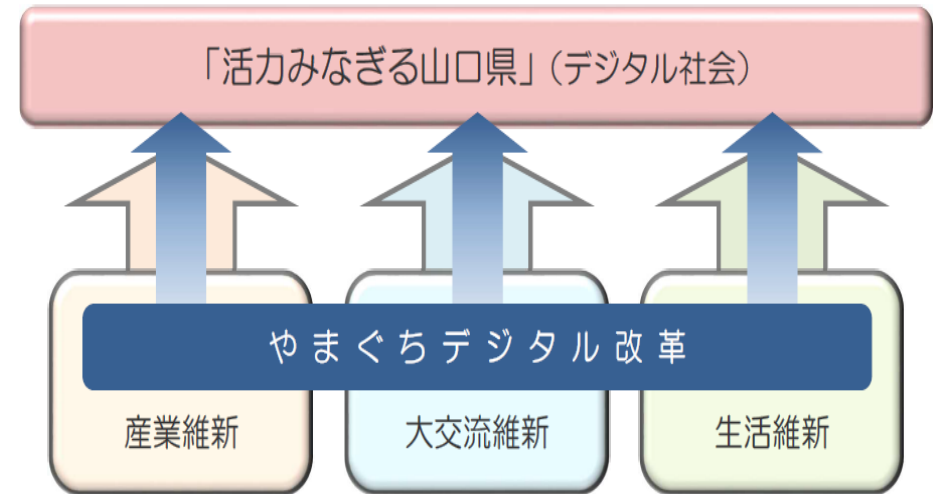 「活力みなぎる山口県」（デジタル社会）
やまぐちデジタル改革
産業維新
大交流維新
生活維新